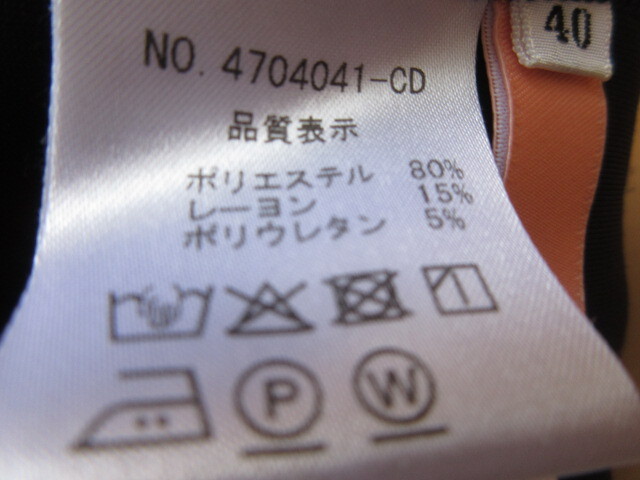 40
NO. 4704041-CD
品質表示
ポリエステル 80%
レーヨン 15%
ポリウレタン 5%
P W